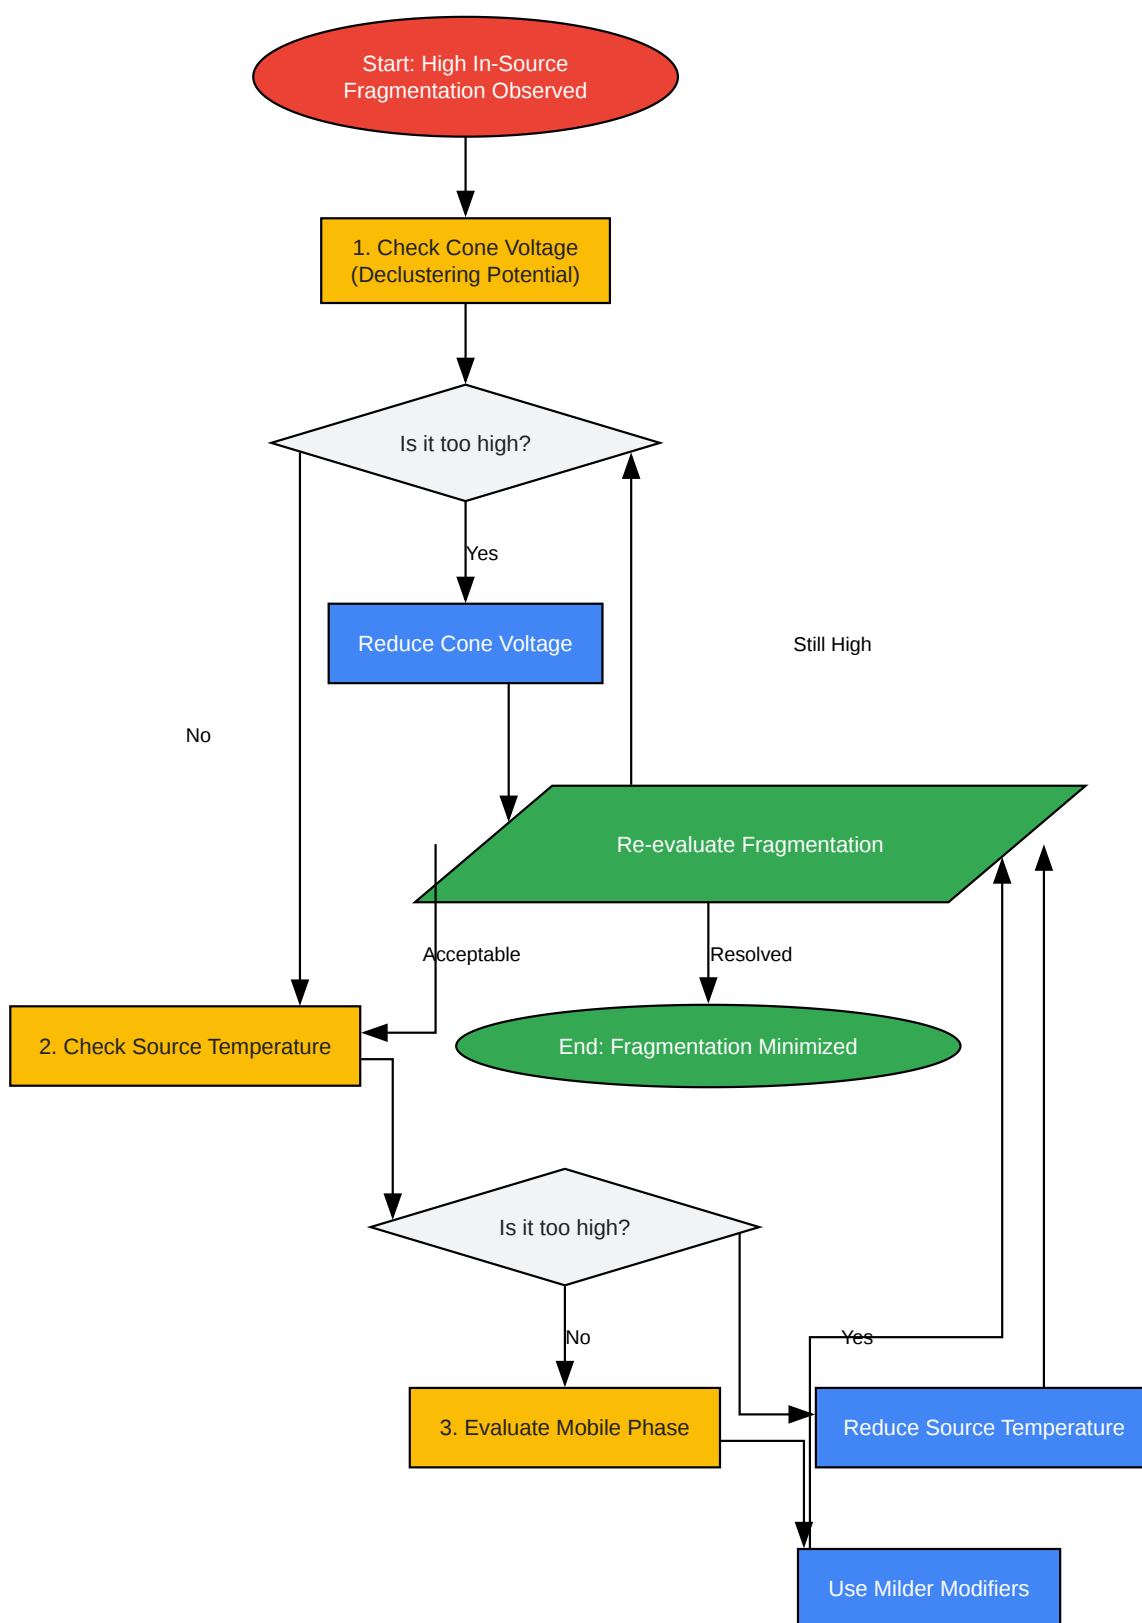 Start: High In-Source
Fragmentation Observed
1. Check Cone Voltage
(Declustering Potential)
Is it too high?
Yes
Reduce Cone Voltage
Still High
No
Re-evaluate Fragmentation
Acceptable
Resolved
2. Check Source Temperature
End: Fragmentation Minimized
Is it too high?
No
Yes
3. Evaluate Mobile Phase
Reduce Source Temperature
Use Milder Modifiers